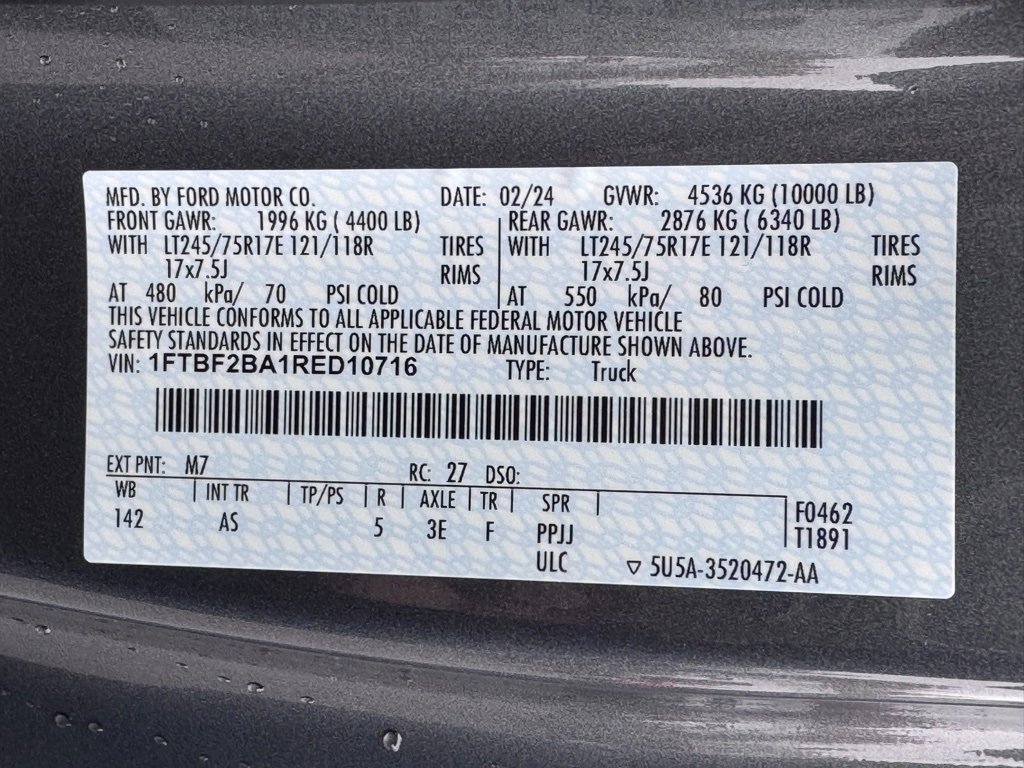 MFD. BY FORD MOTOR CO. DATE: 02/24 GVWR: 4536 KG (10000 LB)
FRONT GAWR: 1996 KG ( 4400 LB) REAR GAWR: 2876 KG ( 6340 LB)
WITH LT245/75R17E 121/118R TIRES WITH LT245/75R17E 121/118R TIRES
17x7.5J RIMS 17x7.5J RIMS
AT 480 kPa/ 70 PSI COLD AT 550 kPa/ 80 PSI COLD
THIS VEHICLE CONFORMS TO ALL APPLICABLE FEDERAL MOTOR VEHICLE
SAFETY STANDARDS IN EFFECT ON THE DATE OF MANUFACTURE SHOWN ABOVE.
VIN: 1FTBF2BA1RED10716 TYPE: Truck
EXT PNT: M7 RC: 27 DSO:
WB INT TR TP/PS R AXLE TR SPR F0462
142 AS 5 3E F PPJJ T1891
ULC ▽ 5U5A-3520472-AA